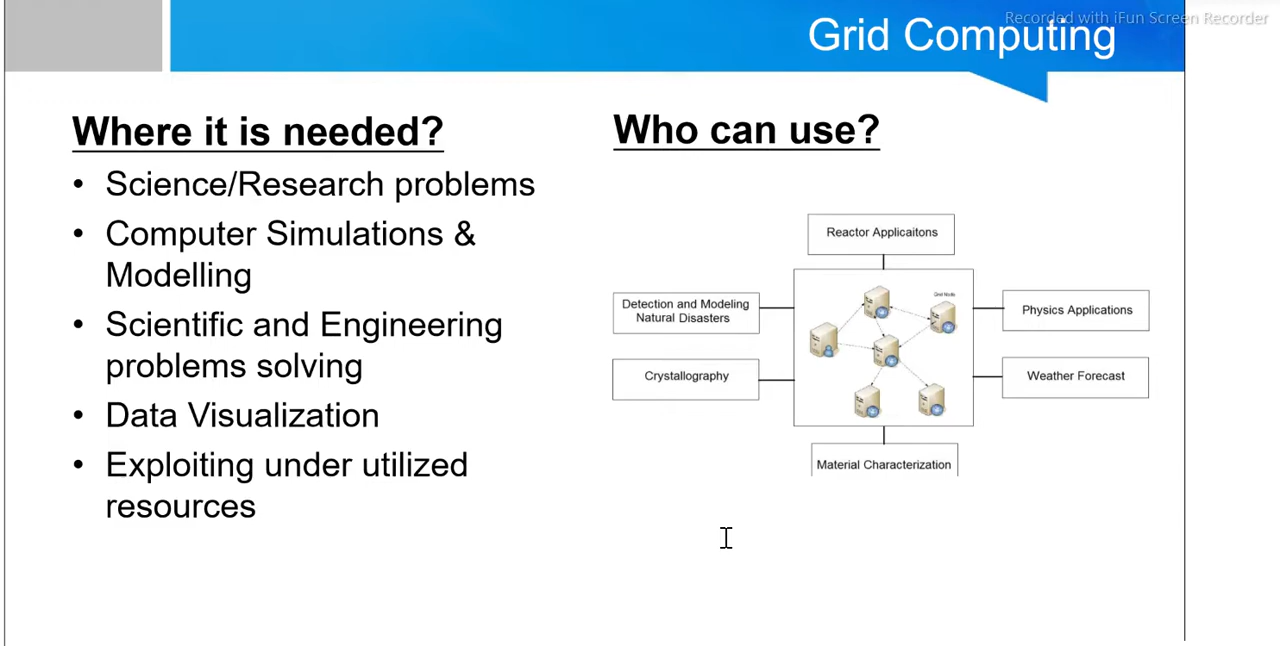 Recorded with iFun Screen Recorder
Grid Computing
Where it is needed?
• Science/Research problems
• Computer Simulations &
Modelling
• Scientific and Engineering
problems solving
• Data Visualization
• Exploiting under utilized
resources
Who can use?
Reactor Applicaitons
Detection and Modeling
Natural Disasters
Crystallography
Grid Node
Physics Applications
Weather Forecast
Material Characterization